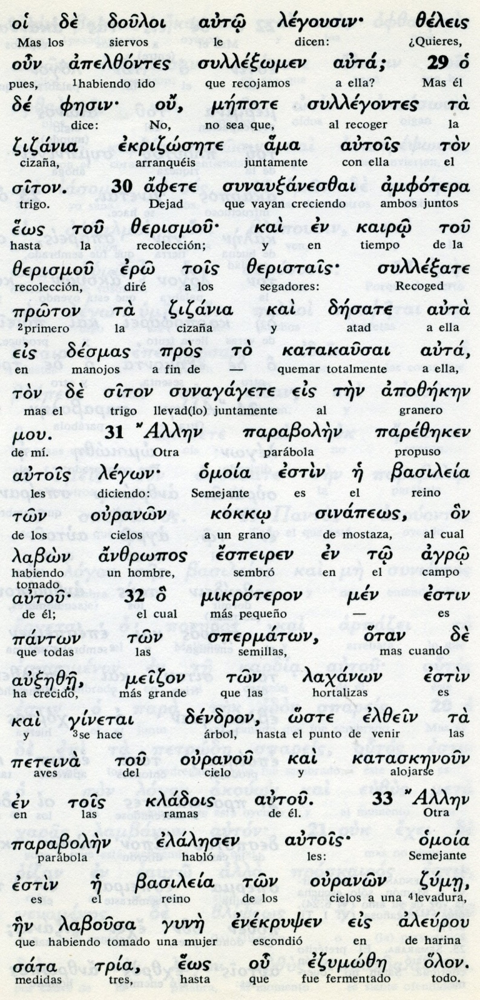 οἱ δὲ δοῦλοι αὐτῷ λέγουσιν· θέλεις
Mas los siervos le dicen: ¿Quieres,
οὖν ἀπελθόντες συλλέξωμεν αὐτά; 29 ὁ
pues, 1habiendo ido que recojamos a ella? Mas él
δέ φησιν· οὔ, μήποτε συλλέγοντες τὰ
dice: No, no sea que, al recoger la
ζιζάνια ἐκριζώσητε ἅμα αὐτοῖς τὸν
cizaña, arranquéis juntamente con ella el
σῖτον. 30 ἄφετε συναυξάνεσθαι ἀμφότερα
trigo. Dejad que vayan creciendo ambos juntos
ἕως τοῦ θερισμοῦ· καὶ ἐν καιρῷ τοῦ
hasta la recolección; y en tiempo de la
θερισμοῦ ἐρῶ τοῖς θερισταῖς· συλλέξατε
recolección, diré a los segadores: Recoged
πρῶτον τὰ ζιζάνια καὶ δήσατε αὐτὰ
2primero la cizaña y atad a ella
εἰς δέσμας πρὸς τὸ κατακαῦσαι αὐτά,
en manojos a fin de — quemar totalmente a ella,
τὸν δὲ σῖτον συναγάγετε εἰς τὴν ἀποθήκην
mas el trigo llevad(lo) juntamente al granero
μου. 31 Ἄλλην παραβολὴν παρέθηκεν
de mí. Otra parábola propuso
αὐτοῖς λέγων· ὁμοία ἐστὶν ἡ βασιλεία
les diciendo: Semejante es el reino
τῶν οὐρανῶν κόκκῳ σινάπεως, ὃν
de los cielos a un grano de mostaza, al cual
λαβὼν ἄνθρωπος ἔσπειρεν ἐν τῷ ἀγρῷ
habiendo un hombre, sembró en el campo
tomado
αὐτοῦ· 32 ὃ μικρότερον μέν ἐστιν
de él; el cual más pequeño — es
πάντων τῶν σπερμάτων, ὅταν δὲ
que todas las semillas, mas cuando
αὐξηθῇ, μεῖζον τῶν λαχάνων ἐστὶν
ha crecido, más grande que las hortalizas es
καὶ γίνεται δένδρον, ὥστε ἐλθεῖν τὰ
y 3se hace árbol, hasta el punto de venir las
πετεινὰ τοῦ οὐρανοῦ καὶ κατασκηνοῦν
aves del cielo y alojarse
ἐν τοῖς κλάδοις αὐτοῦ. 33 Ἄλλην
en las ramas de él. Otra
παραβολὴν ἐλάλησεν αὐτοῖς· ὁμοία
parábola habló les: Semejante
ἐστὶν ἡ βασιλεία τῶν οὐρανῶν ζύμῃ,
es el reino de los cielos a una 4levadura,
ἣν λαβοῦσα γυνὴ ἐνέκρυψεν εἰς ἀλεύρου
que habiendo tomado una mujer escondió en de harina
σάτα τρία, ἕως οὗ ἐζυμώθη ὅλον.
medidas tres, hasta que fue fermentado todo.